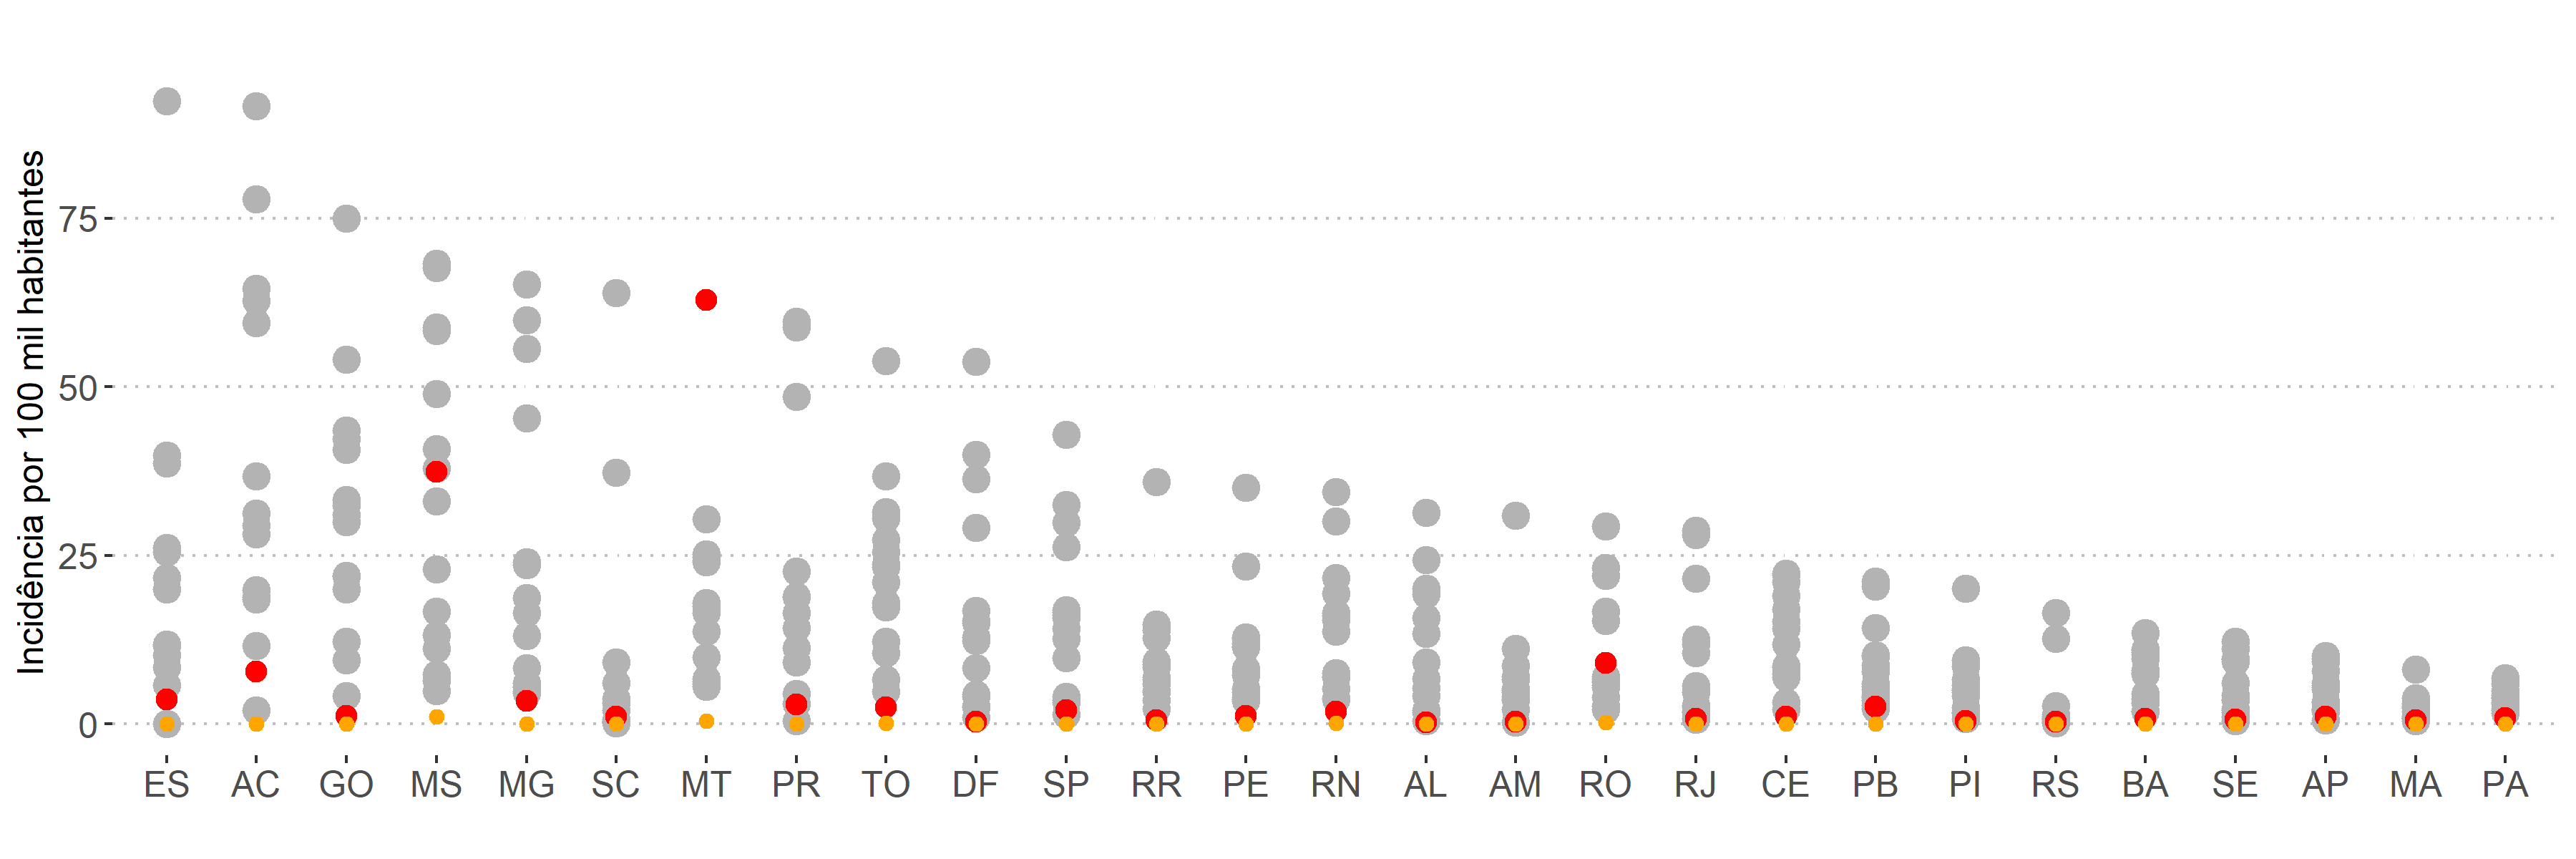 Incidência por 100 mil habitantes
75
50
25
0
ES AC GO MS MG SC MT PR TO DF SP RR PE RN AL AM RO RJ CE PB PI RS BA SE AP MA PA